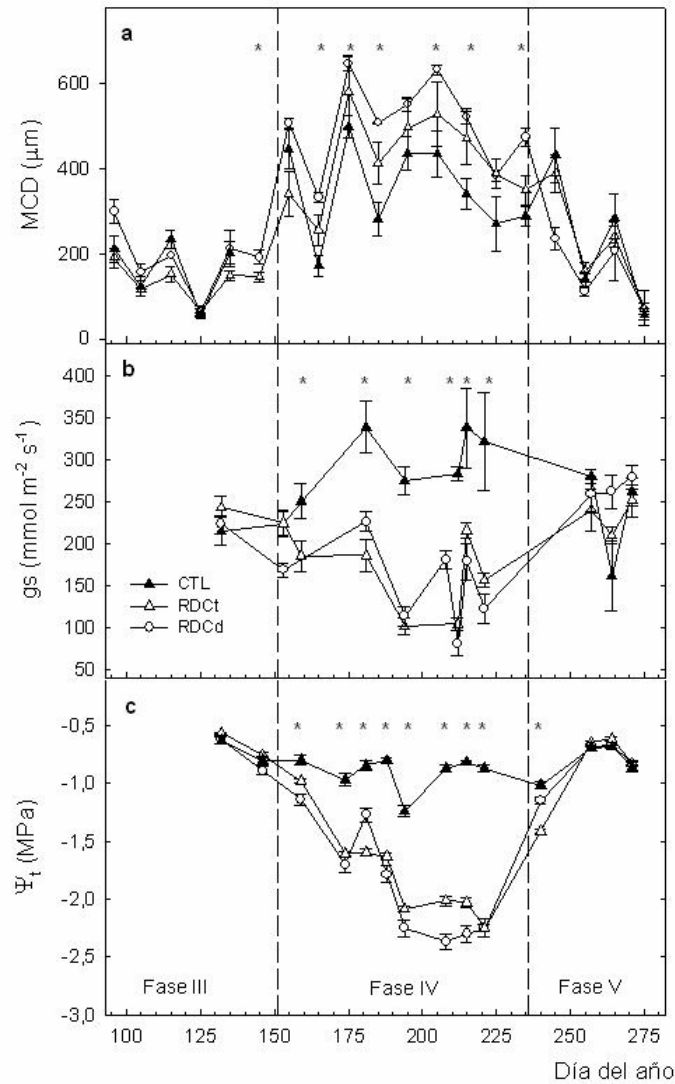 a
* * * * * * *
600
400
200
0
MCD (μm)
b
* * * * * *
400
350
300
250
200
150
100
50
gs (mmol m⁻² s⁻¹)
CTL
RDCt
RDCd
c
* * * * * * * * *
-0,5
-1,0
-1,5
-2,0
-2,5
-3,0
Ψt (MPa)
Fase III Fase IV Fase V
100 125 150 175 200 225 250 275
Día del año